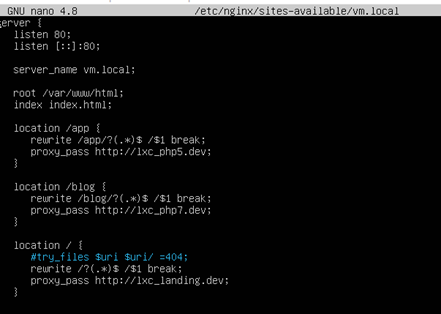 GNU nano 4.8 /etc/nginx/sites-available/vm.local
server {
listen 80;
listen [::]:80;
server_name vm.local;
root /var/www/html;
index index.html;
location /app {
rewrite /app/?(.*)$ /$1 break;
proxy_pass http://lxc_php5.dev;
}
location /blog {
rewrite /blog/?(.*)$ /$1 break;
proxy_pass http://lxc_php7.dev;
}
location / {
#try_files $uri $uri/ =404;
rewrite /?(.*)$ /$1 break;
proxy_pass http://lxc_landing.dev;
}